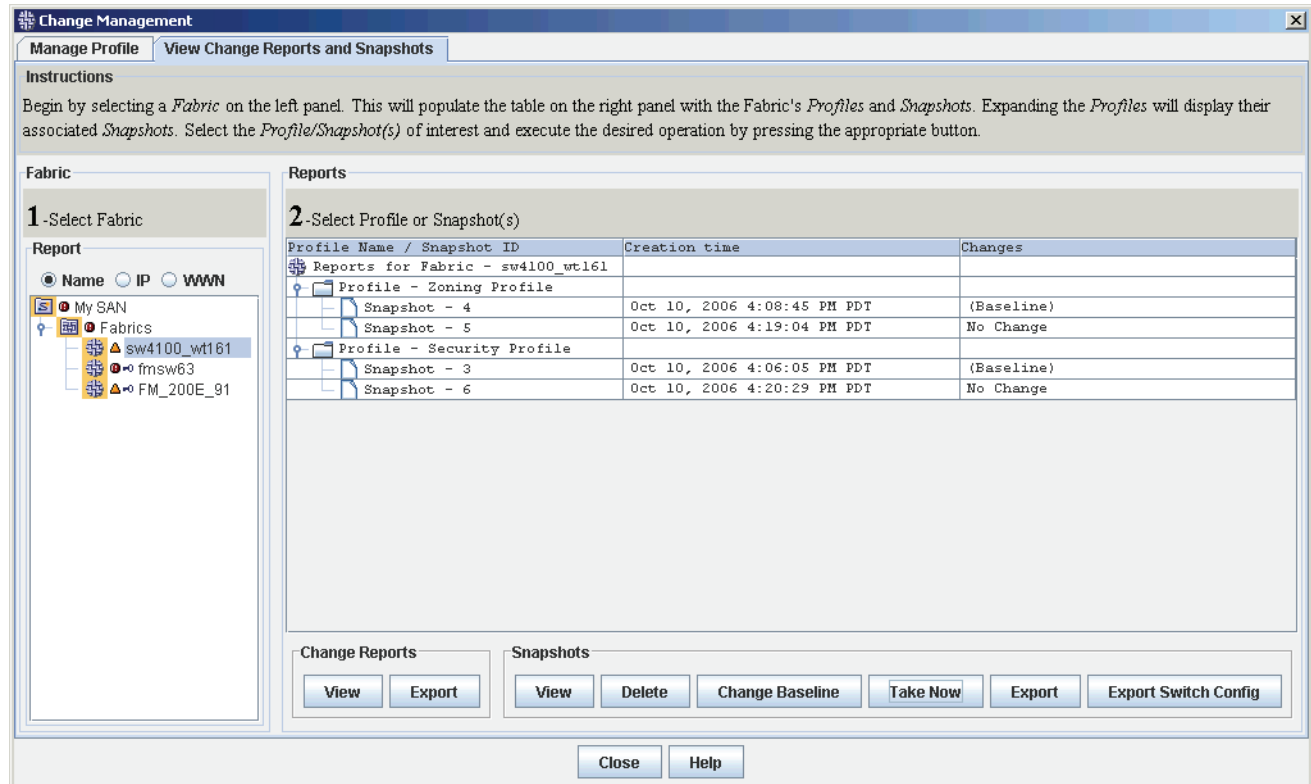 Change Management
Manage Profile View Change Reports and Snapshots
Instructions
Begin by selecting a Fabric on the left panel. This will populate the table on the right panel with the Fabric's Profiles and Snapshots. Expanding the Profiles will display their
associated Snapshots. Select the Profile/Snapshot(s) of interest and execute the desired operation by pressing the appropriate button.
Fabric
1 -Select Fabric
Report
Name IP WWN
My SAN
Fabrics
sw4100_wt161
fmsw63
FM_200E_91
Reports
2 -Select Profile or Snapshot(s)
Profile Name / Snapshot ID Creation time Changes
Reports for Fabric - sw4100_wt161
Profile - Zoning Profile
Snapshot - 4 Oct 10, 2006 4:08:45 PM PDT (Baseline)
Snapshot - 5 Oct 10, 2006 4:19:04 PM PDT No Change
Profile - Security Profile
Snapshot - 3 Oct 10, 2006 4:06:05 PM PDT (Baseline)
Snapshot - 6 Oct 10, 2006 4:20:29 PM PDT No Change
Change Reports
View Export
Snapshots
View Delete Change Baseline Take Now Export Export Switch Config
Close Help